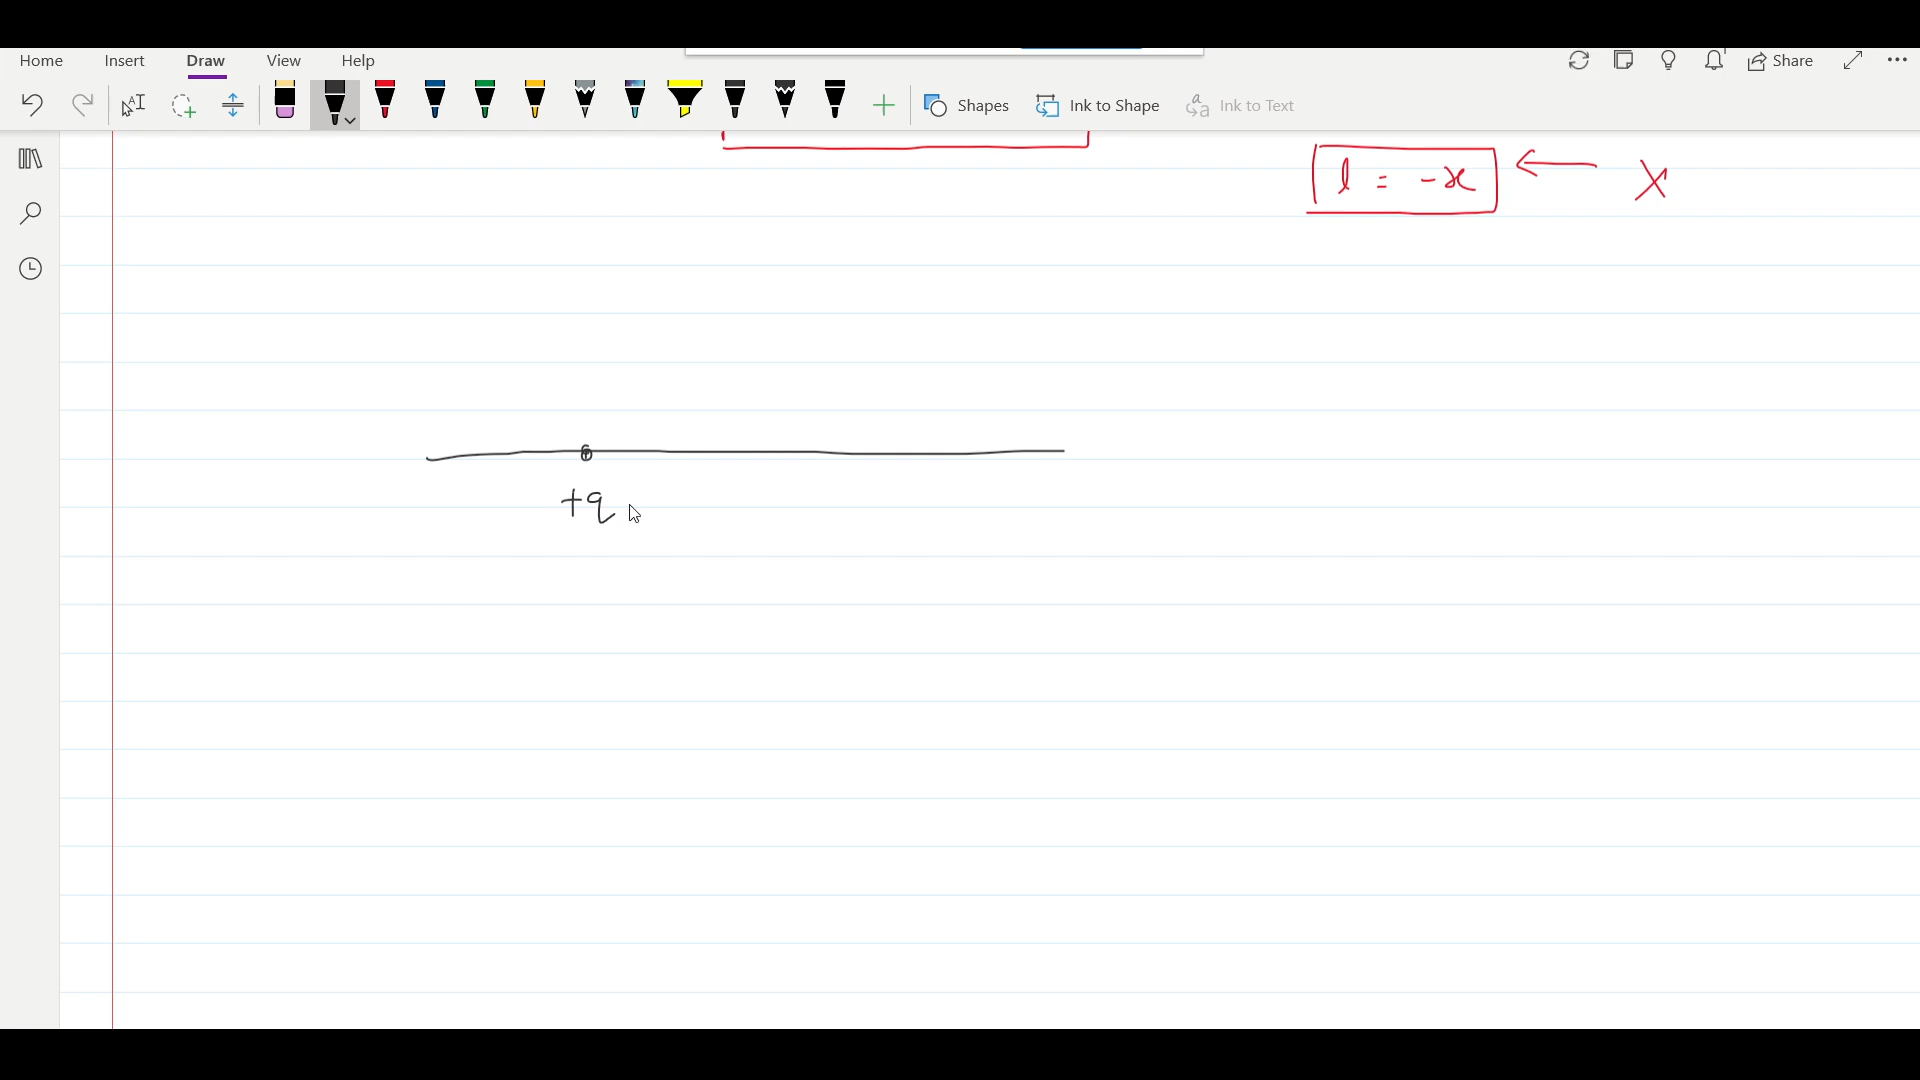 Home Insert Draw View Help
Share
Shapes Ink to Shape Ink to Text
l = -x
X
+q